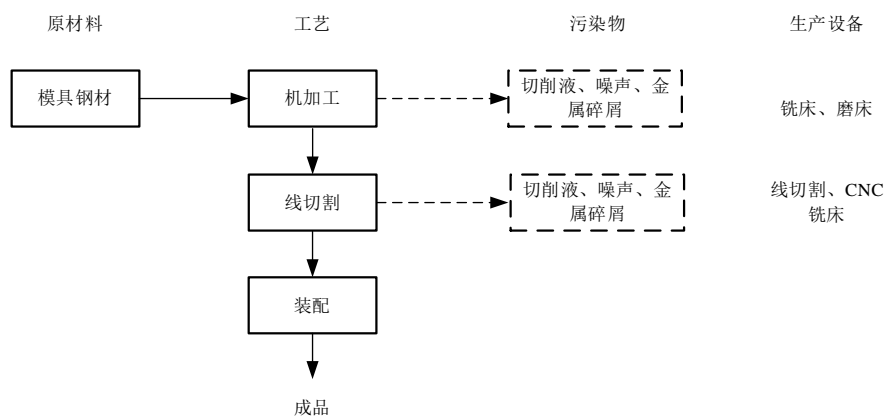 原材料
工艺
污染物
生产设备
模具钢材
机加工
切削液、噪声、金
属碎屑
铣床、磨床
线切割
切削液、噪声、金
属碎屑
线切割、CNC
铣床
装配
成品